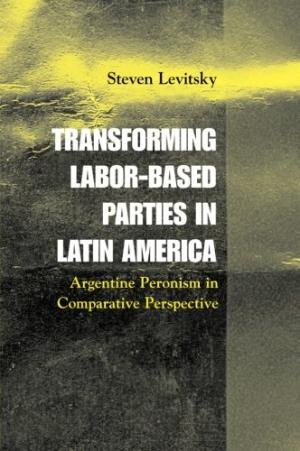 Steven Levitsky
TRANSFORMING
LABOR-BASED
PARTIES IN
LATIN AMERICA
Argentine Peronism in
Comparative Perspective